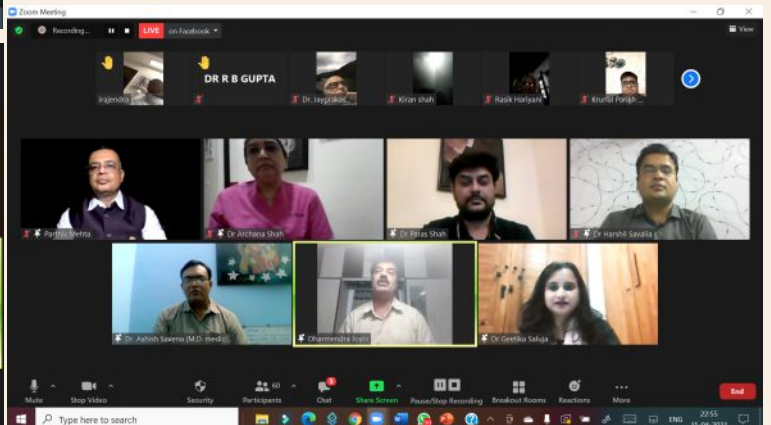 Zoom Meeting
Recording...
LIVE on Facebook
View
irajendra
DR R B GUPTA
Dr. Jayprakas
Kiran shah
Rasik Hariyani
Krunal Parikh
Parthiv Mehta
Dr Archana Shah
Dr Paras Shah
Dr Harshil Savalia
Dr. Ashish Saxena (M.D. medic)..
Dharmendra Joshi
Dr Geetika Saluja
60
Mute
Stop Video
Security
Participants
Chat
Share Screen
Pause/Stop Recording
Breakout Rooms
Reactions
More
End
Type here to search
ENG
22:55